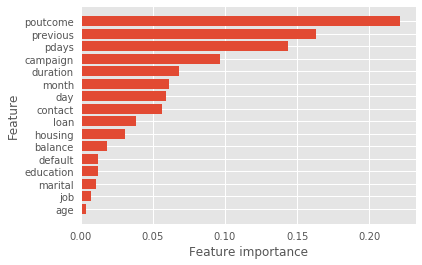 poutcome
previous
pdays
campaign
duration
month
day
contact
loan
housing
balance
default
education
marital
job
age
Feature
0.00 0.05 0.10 0.15 0.20
Feature importance